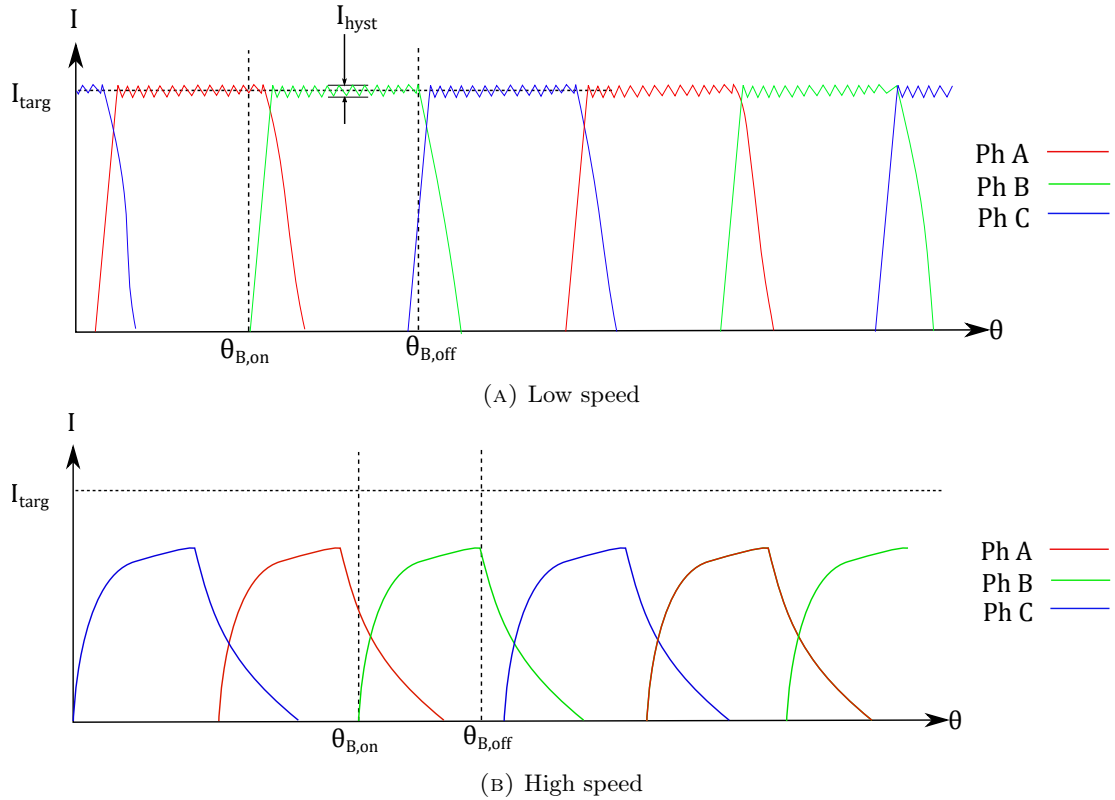 I
I_hyst
I_targ
Ph A
Ph B
Ph C
θ
θ_B,on
θ_B,off
(A) Low speed
I
I_targ
Ph A
Ph B
Ph C
θ
θ_B,on
θ_B,off
(B) High speed